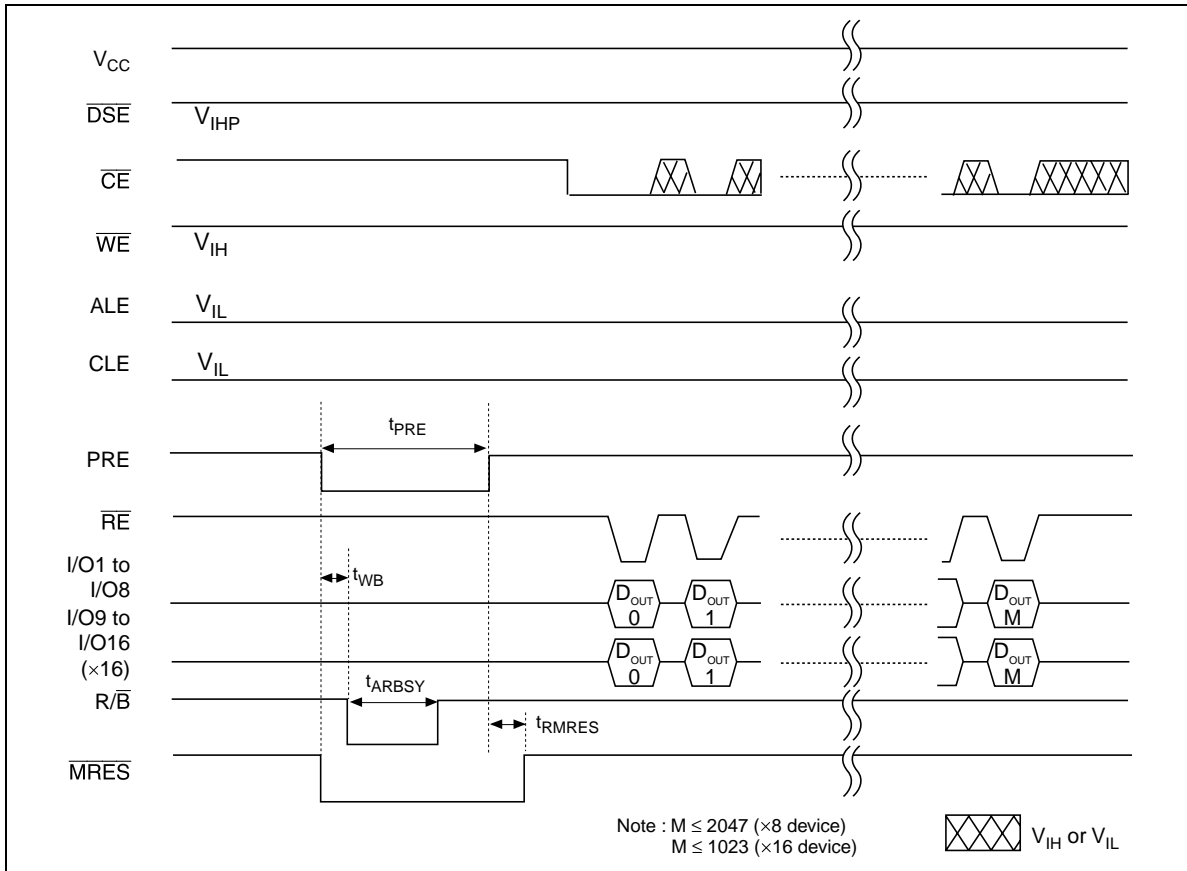 VCC
DSE VIHP
CE
WE VIH
ALE VIL
CLE VIL
tPRE
PRE
RE
I/O1 to
I/O8
tWB
DOUT 0 DOUT 1 DOUT M
I/O9 to
I/O16
(×16)
DOUT 0 DOUT 1 DOUT M
R/B tARBSY
tRMRES
MRES
Note : M ≤ 2047 (×8 device)
M ≤ 1023 (×16 device)
VIH or VIL